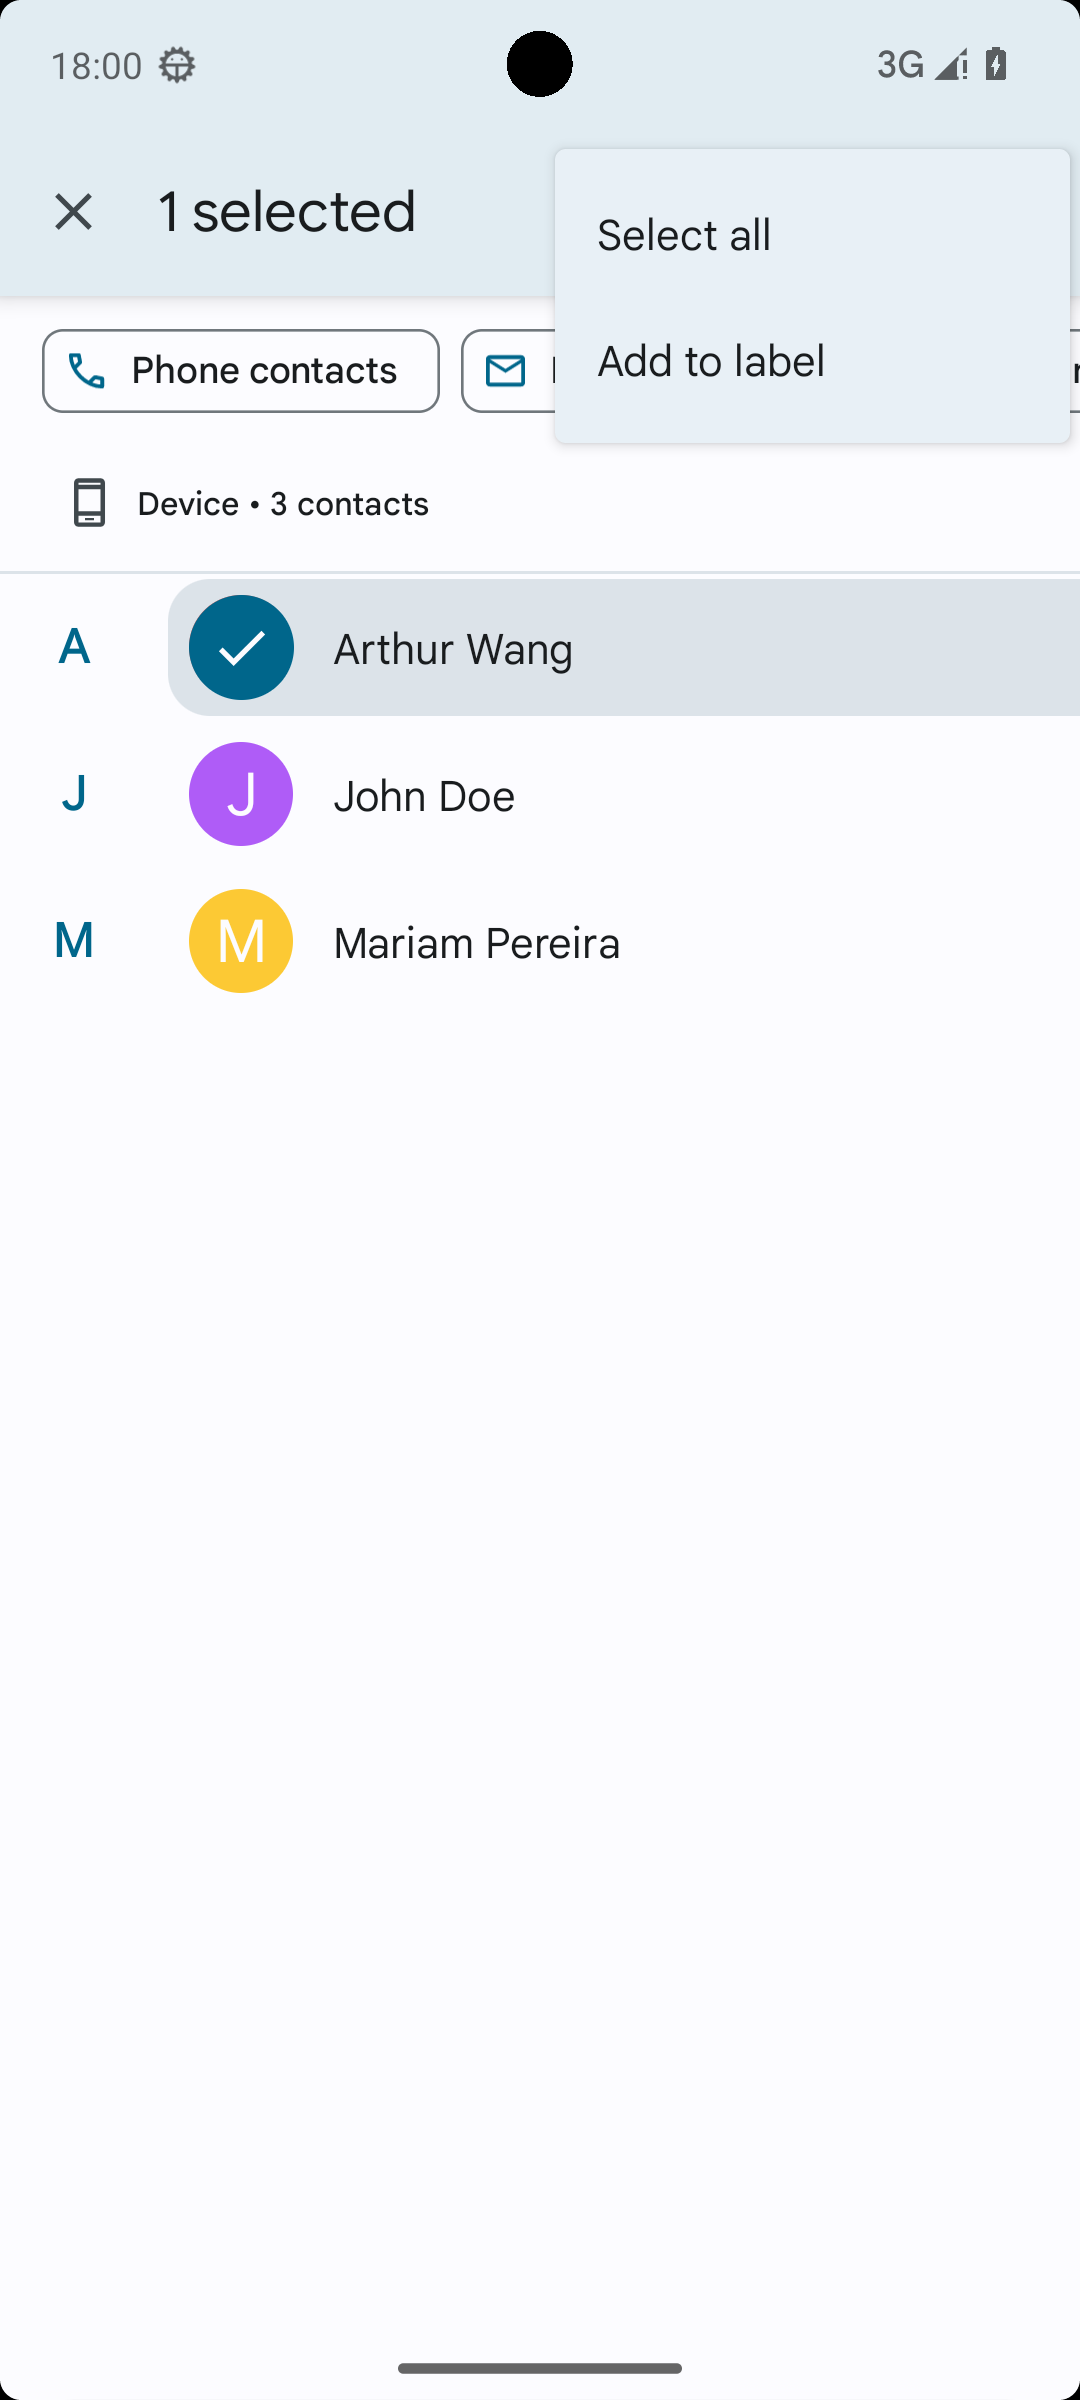 18:00
3G
1 selected
Select all
Add to label
Phone contacts
Device • 3 contacts
A
Arthur Wang
J
J
John Doe
M
M
Mariam Pereira